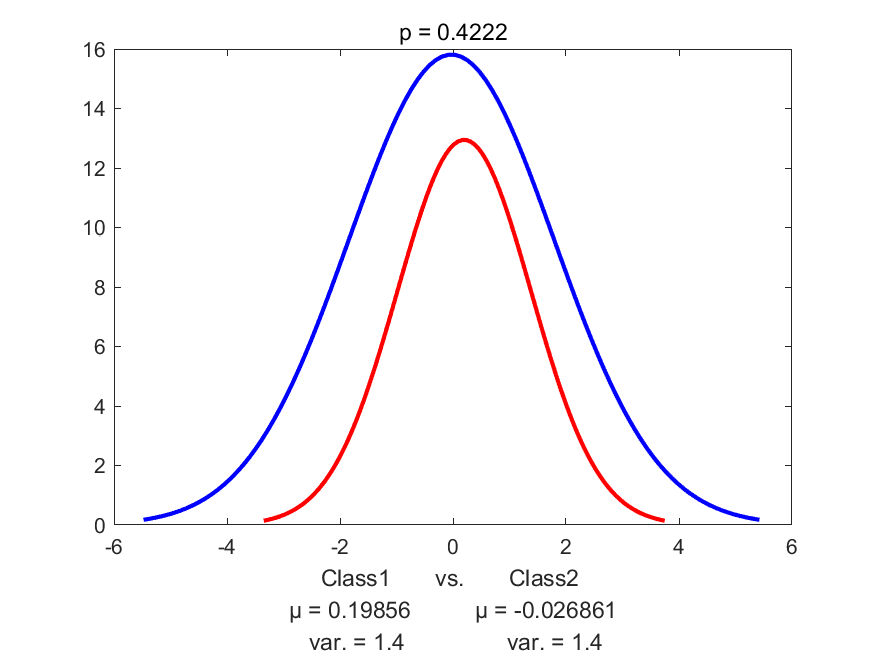 p = 0.4222
16
14
12
10
8
6
4
2
0
-6 -4 -2 0 2 4 6
Class1 vs. Class2
μ = 0.19856 μ = -0.026861
var. = 1.4 var. = 1.4